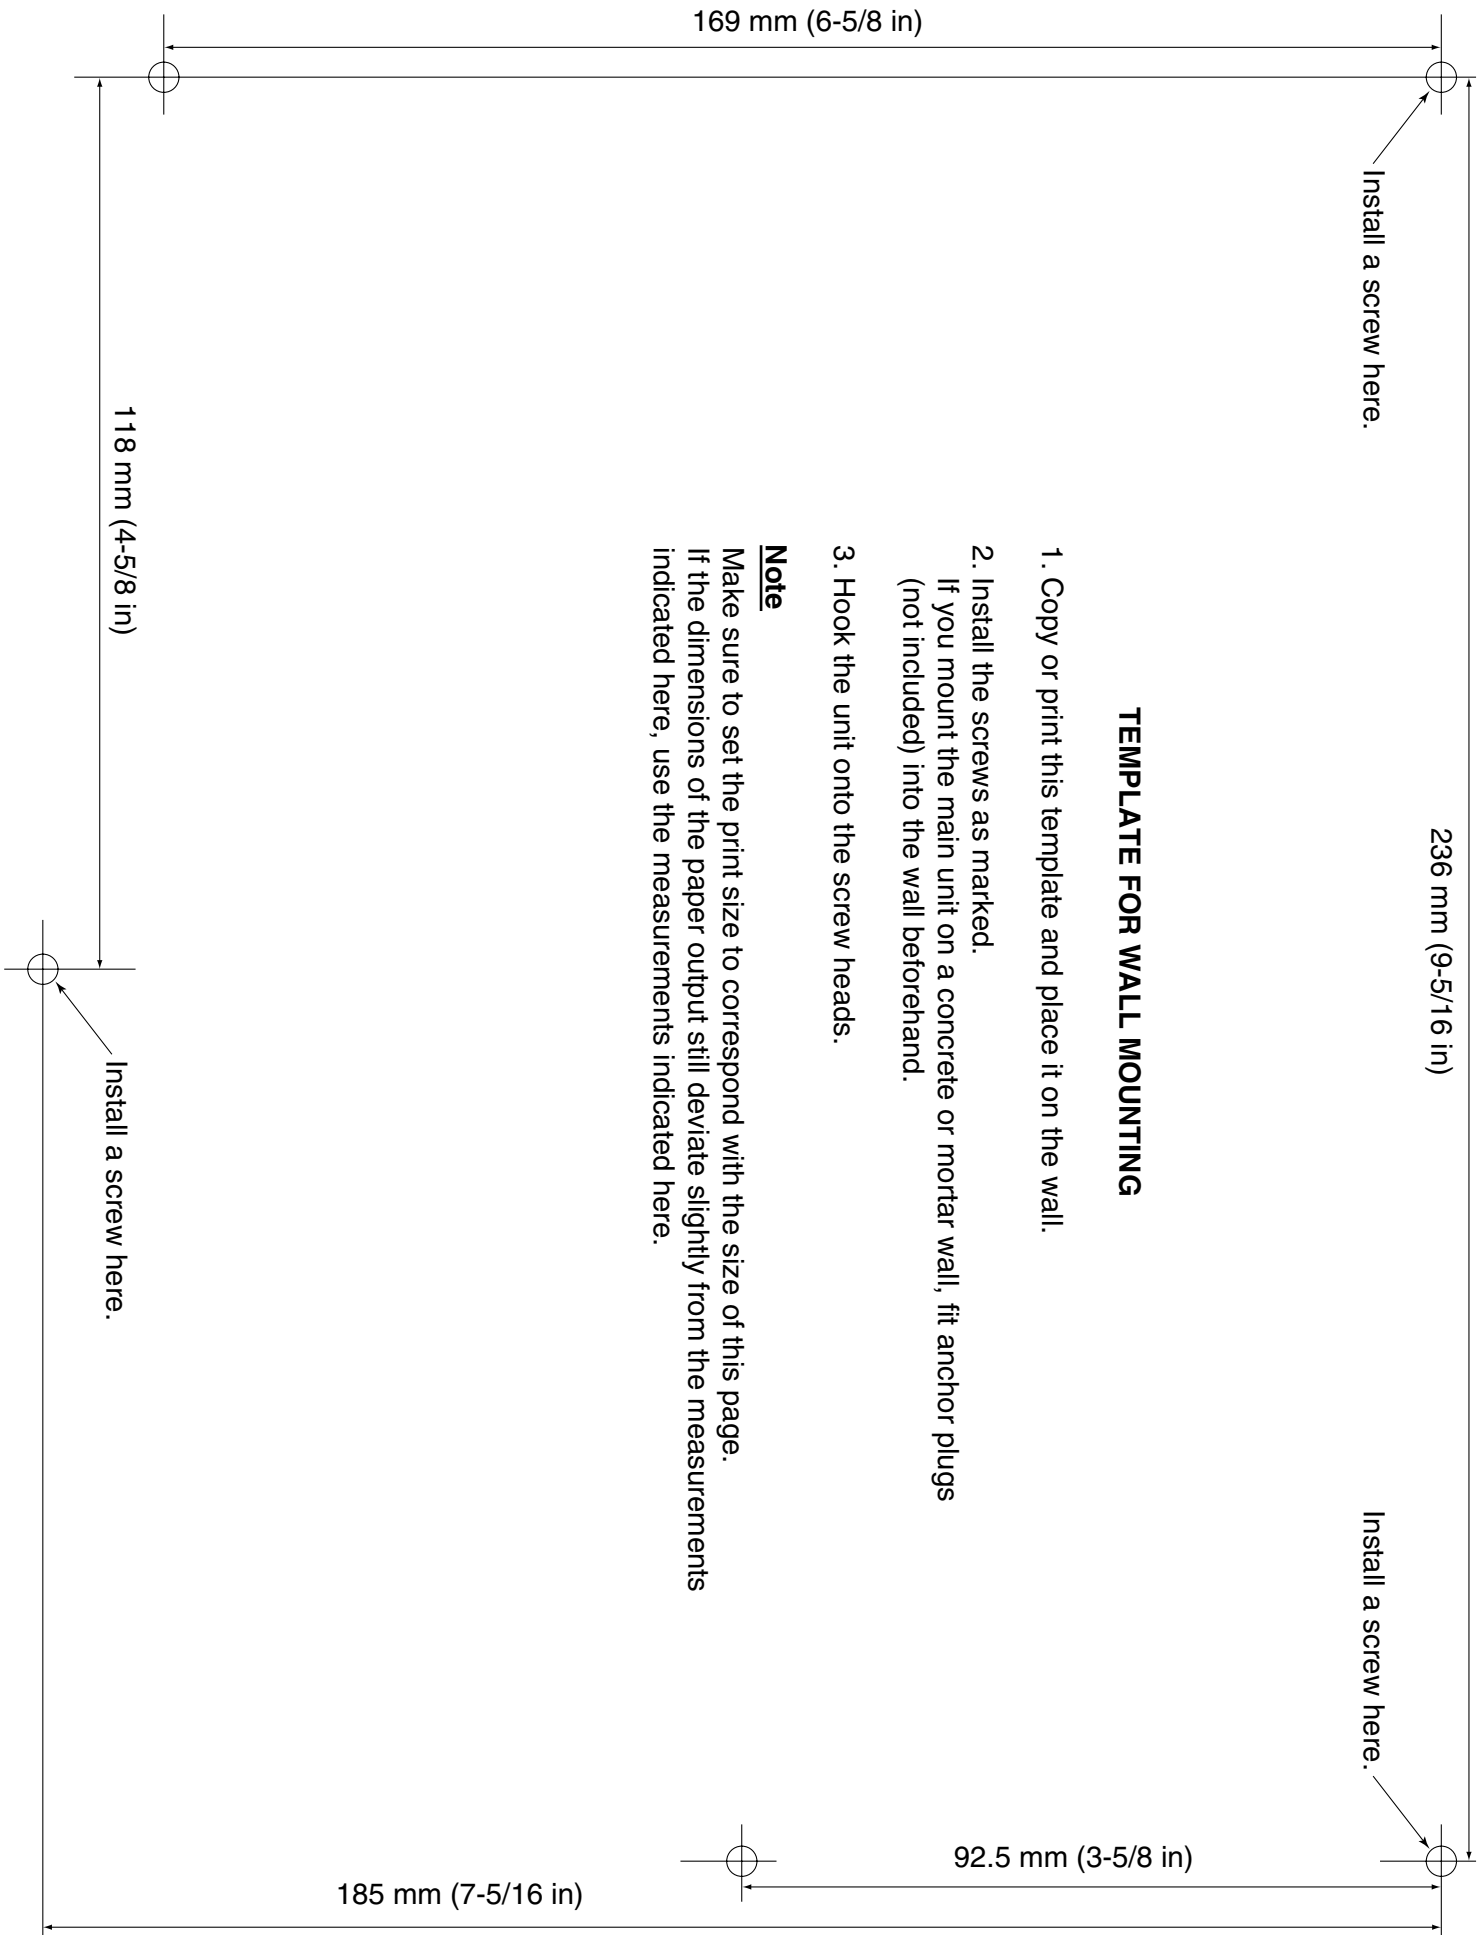 236 mm (9-5/16 in)
Install a screw here.
Install a screw here.
169 mm (6-5/8 in)
92.5 mm (3-5/8 in)
185 mm (7-5/16 in)
TEMPLATE FOR WALL MOUNTING
1. Copy or print this template and place it on the wall.
2. Install the screws as marked.
If you mount the main unit on a concrete or mortar wall, fit anchor plugs
(not included) into the wall beforehand.
3. Hook the unit onto the screw heads.
Note
Make sure to set the print size to correspond with the size of this page.
If the dimensions of the paper output still deviate slightly from the measurements
indicated here, use the measurements indicated here.
118 mm (4-5/8 in)
Install a screw here.